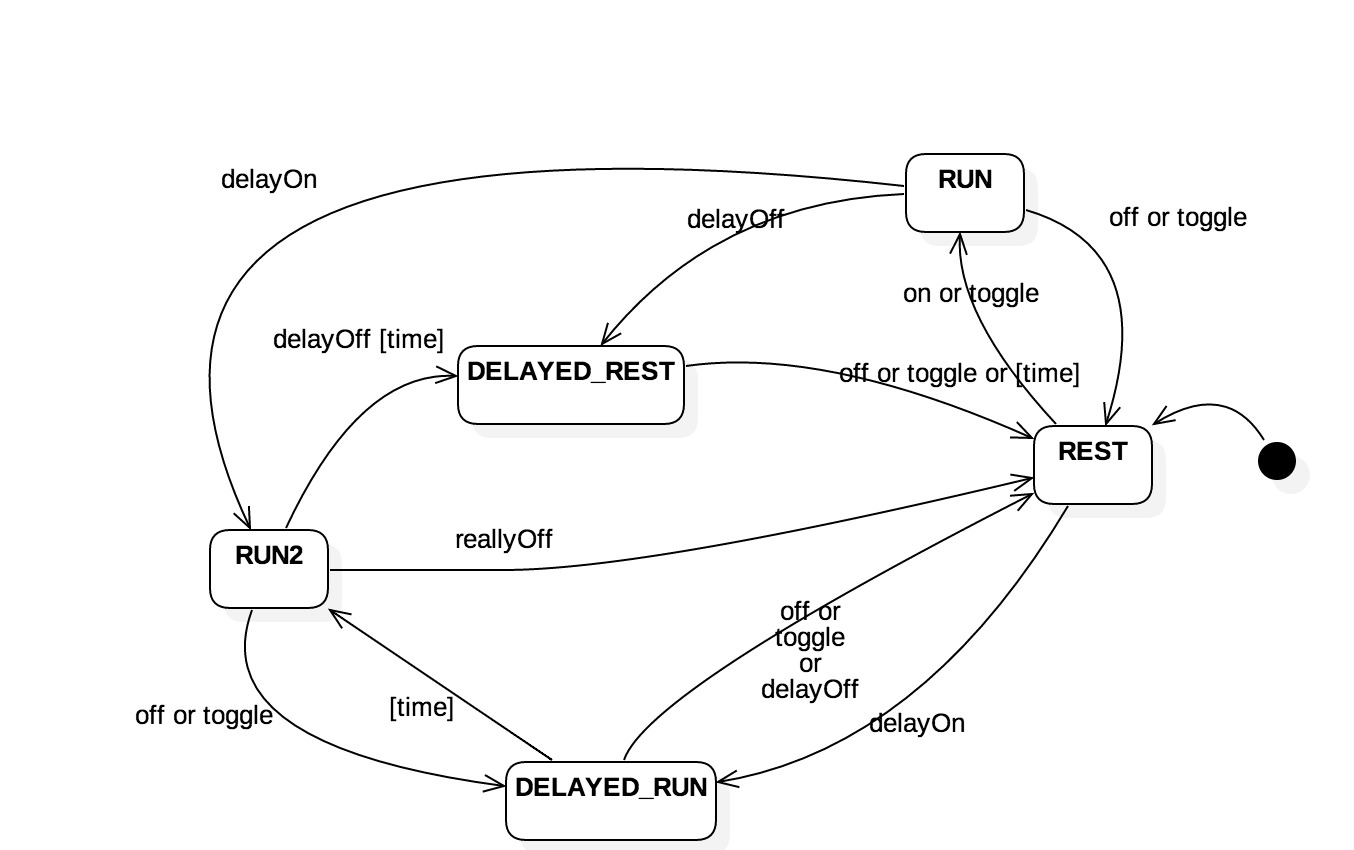 RUN
delayOn
delayOff
off or toggle
on or toggle
delayOff [time]
DELAYED_REST
off or toggle or [time]
REST
reallyOff
RUN2
off or
toggle
or
delayOff
[time]
off or toggle
delayOn
DELAYED_RUN